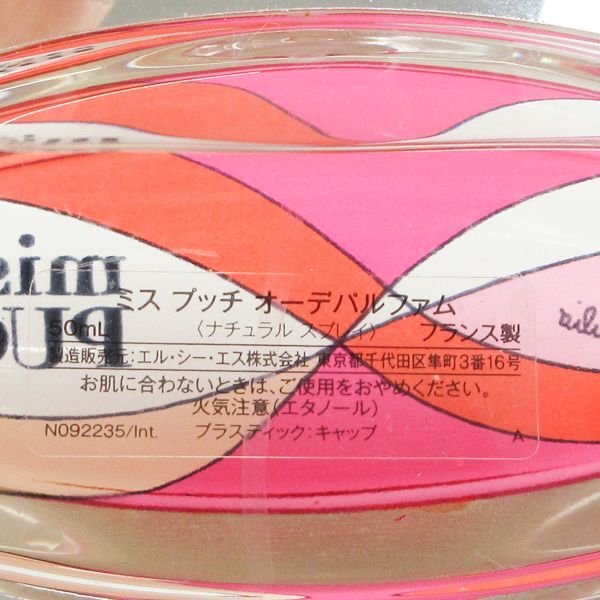 mis
PUC
ミス プッチ オーデパルファム
50mL 〈ナチュラル スプレイ〉 フランス製
製造販売元:エル・シー・エス株式会社 東京都千代田区隼町3番16号
お肌に合わないときは、ご使用をおやめください。
火気注意(エタノール)
N092235/Int. プラスティック:キャップ A